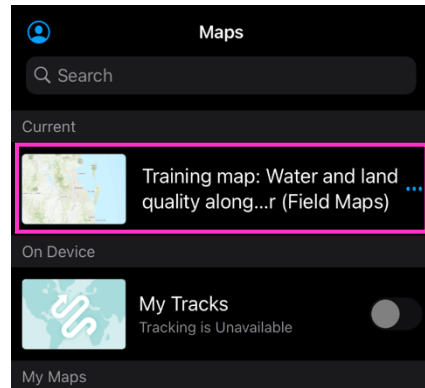 Maps
Search
Current
Training map: Water and land
quality along...r (Field Maps)
On Device
My Tracks
Tracking is Unavailable
My Maps